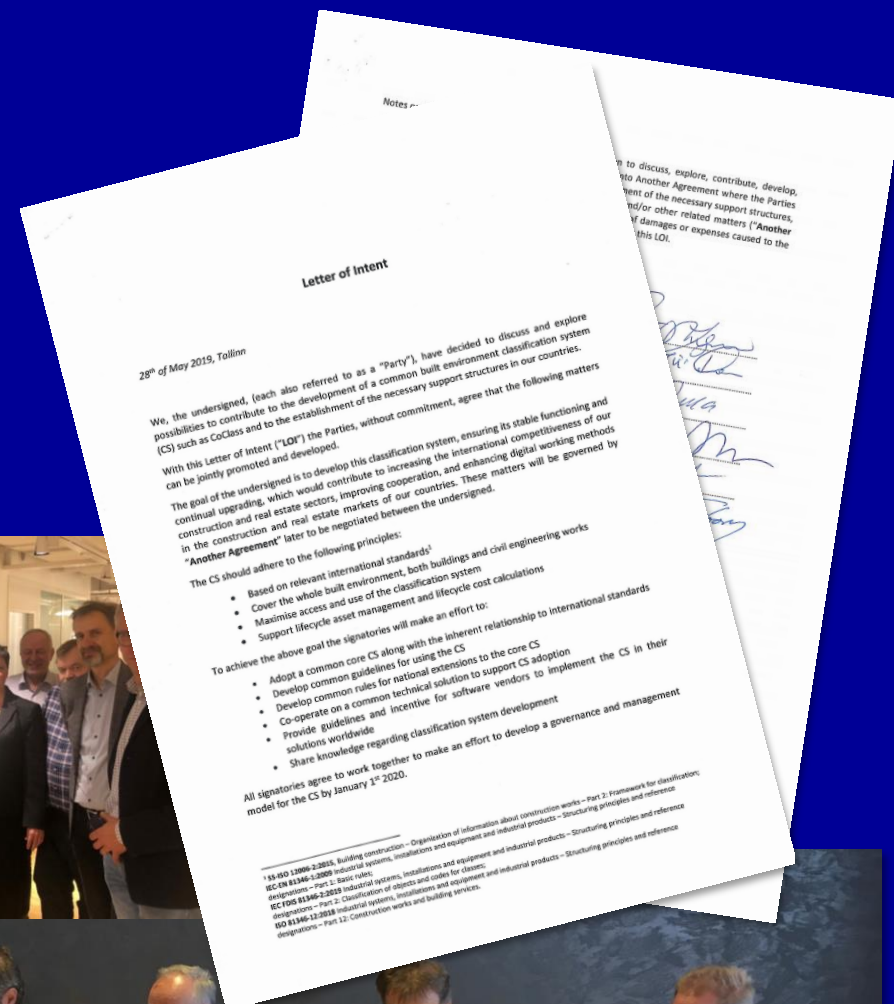 Notes
n to discuss, explore, contribute, develop,
nto Another Agreement where the Parties
ment of the necessary support structures,
nd/or other related matters ("Another
of damages or expenses caused to the
this LOI.
Letter of Intent
28th of May 2019, Tallinn
We, the undersigned, (each also referred to as a "Party"), have decided to discuss and explore
possibilities to contribute to the development of a common built environment classification system
(CS) such as CoClass and to the establishment of the necessary support structures in our countries.
With this Letter of Intent ("LOI") the Parties, without commitment, agree that the following matters
can be jointly promoted and developed.
The goal of the undersigned is to develop this classification system, ensuring its stable functioning and
continual upgrading, which would contribute to increasing the international competitiveness of our
construction and real estate sectors, improving cooperation, and enhancing digital working methods
in the construction and real estate markets of our countries. These matters will be governed by
"Another Agreement" later to be negotiated between the undersigned.
The CS should adhere to the following principles:
• Based on relevant international standards¹
• Cover the whole built environment, both buildings and civil engineering works
• Maximise access and use of the classification system
• Support lifecycle asset management and lifecycle cost calculations
To achieve the above goal the signatories will make an effort to:
• Adopt a common core CS along with the inherent relationship to international standards
• Develop common guidelines for using the CS
• Develop common rules for national extensions to the core CS
• Co-operate on a common technical solution to support CS adoption
• Provide guidelines and incentive for software vendors to implement the CS in their
solutions worldwide
• Share knowledge regarding classification system development
All signatories agree to work together to make an effort to develop a governance and management
model for the CS by January 1st 2020.
¹ SS-ISO 12006-2:2015, Building construction – Organization of information about construction works – Part 2: Framework for classification;
IEC-EN 81346-1:2009 Industrial systems, installations and equipment and industrial products – Structuring principles and reference
designations – Part 1: Basic rules;
IEC FDIS 81346-2:2019 Industrial systems, installations and equipment and industrial products – Structuring principles and reference
designations – Part 2: Classification of objects and codes for classes;
ISO 81346-12:2018 Industrial systems, installations and equipment and industrial products – Structuring principles and reference
designations – Part 12: Construction works and building services.